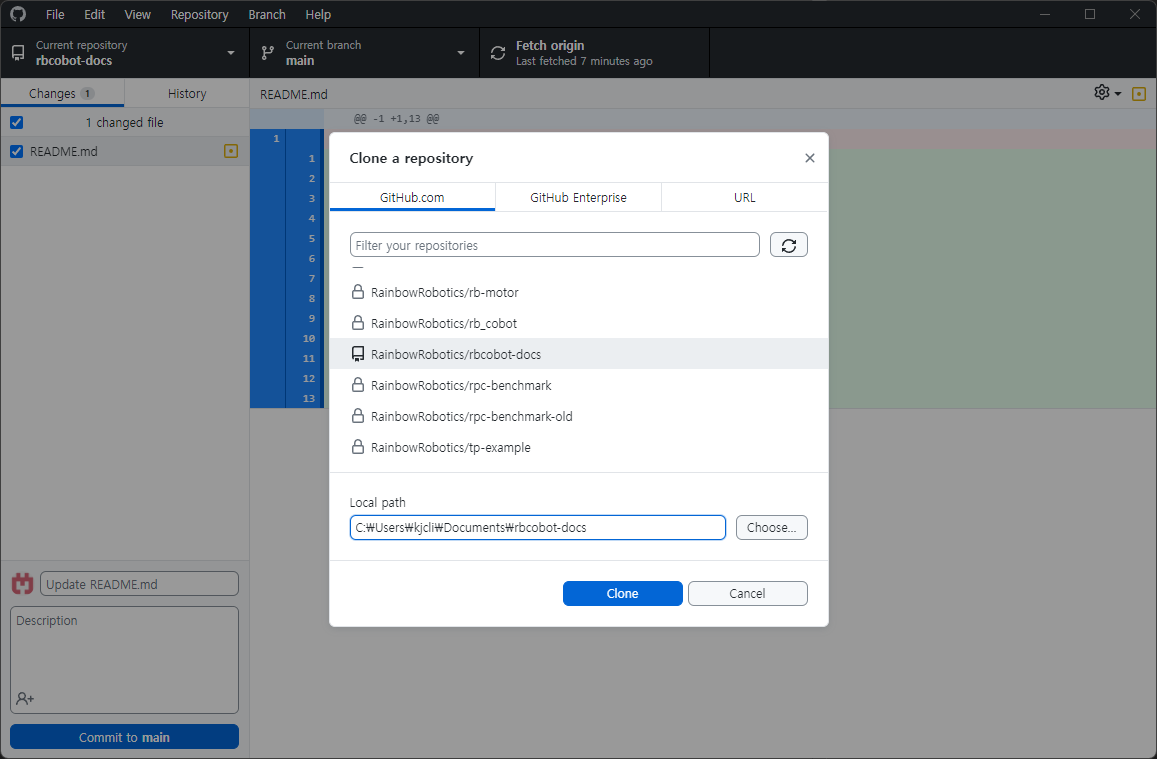 File Edit View Repository Branch Help
Current repository
rbcobot-docs
Current branch
main
Fetch origin
Last fetched 7 minutes ago
Changes 1 History
README.md
1 changed file
@@ -1 +1,13 @@
README.md
1
1
2
3
4
5
6
7
8
9
10
11
12
13
Clone a repository
GitHub.com GitHub Enterprise URL
Filter your repositories
RainbowRobotics/rb-motor
RainbowRobotics/rb_cobot
RainbowRobotics/rbcobot-docs
RainbowRobotics/rpc-benchmark
RainbowRobotics/rpc-benchmark-old
RainbowRobotics/tp-example
Local path
C:₩Users₩kjcli₩Documents₩rbcobot-docs
Choose...
Clone Cancel
Update README.md
Description
Commit to main